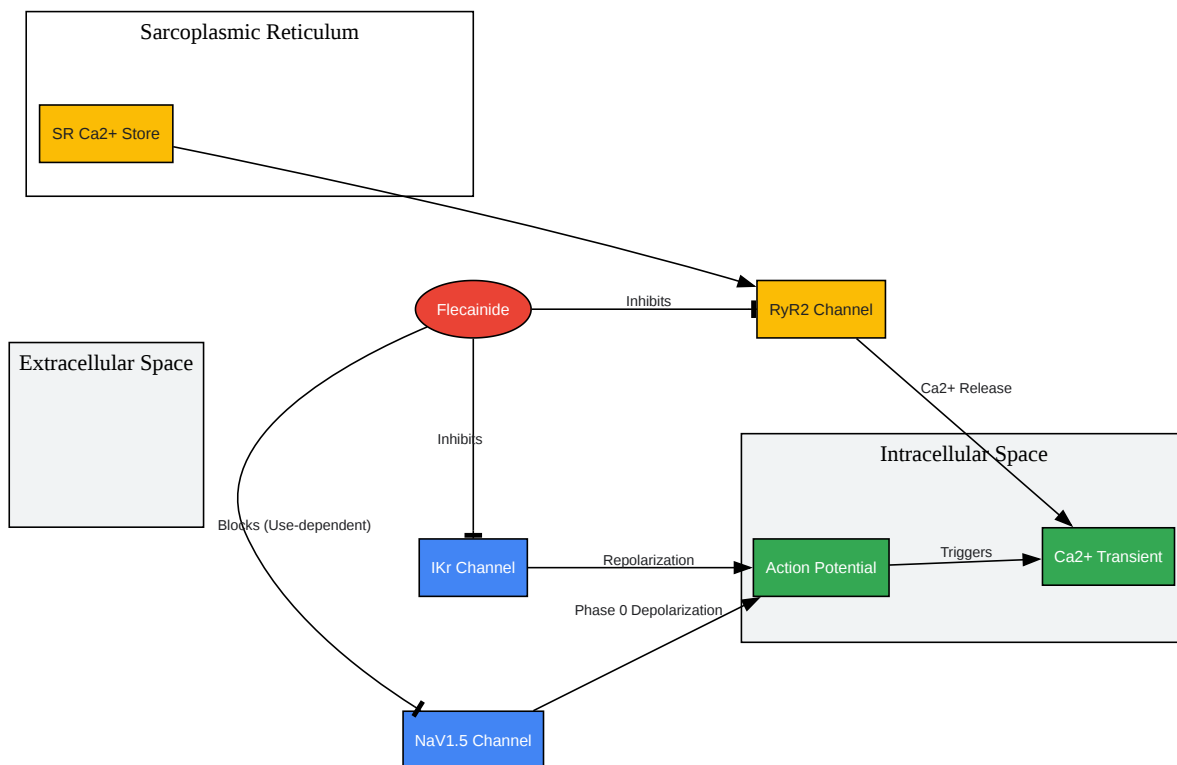 Sarcoplasmic Reticulum
SR Ca2+ Store
Flecainide
Inhibits
RyR2 Channel
Extracellular Space
Ca2+ Release
Inhibits
Intracellular Space
Blocks (Use-dependent)
IKr Channel
Repolarization
Action Potential
Triggers
Ca2+ Transient
Phase 0 Depolarization
NaV1.5 Channel